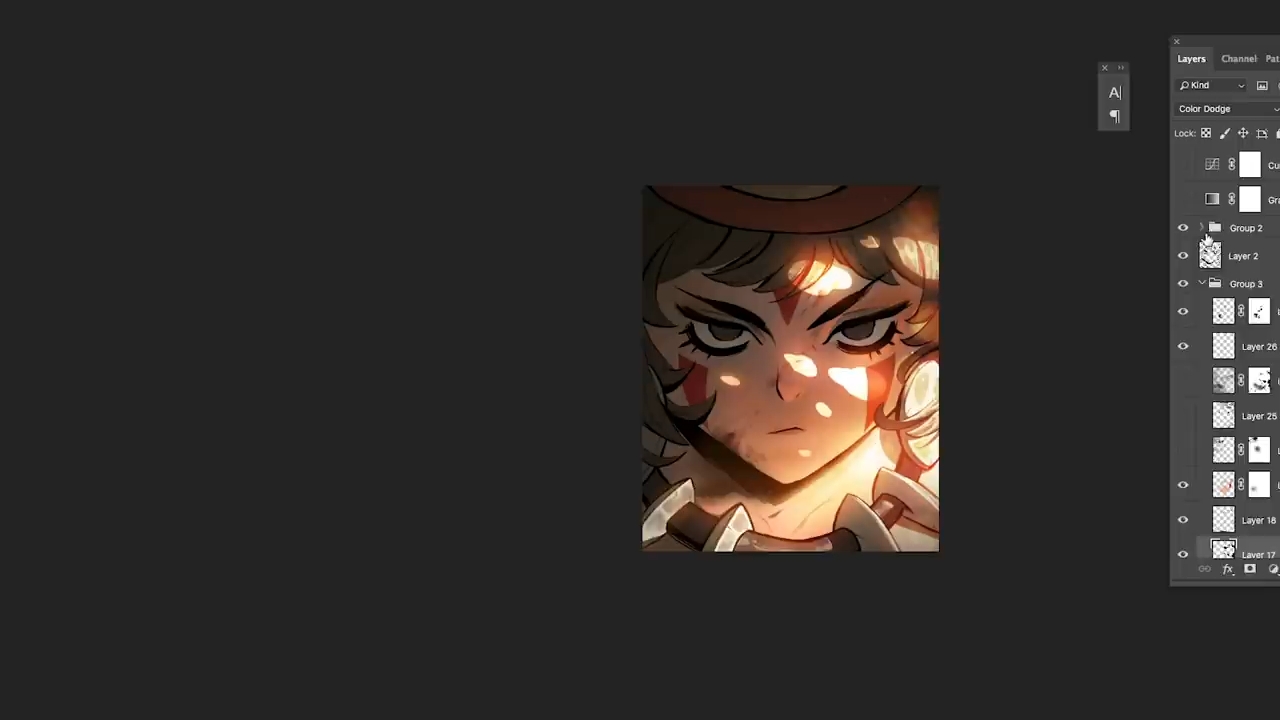 A|
¶
Layers Channel
Kind
Color Dodge
Lock:
Group 2
Layer 2
Group 3
Layer 26
Layer 25
Layer 18
Layer 17
fx